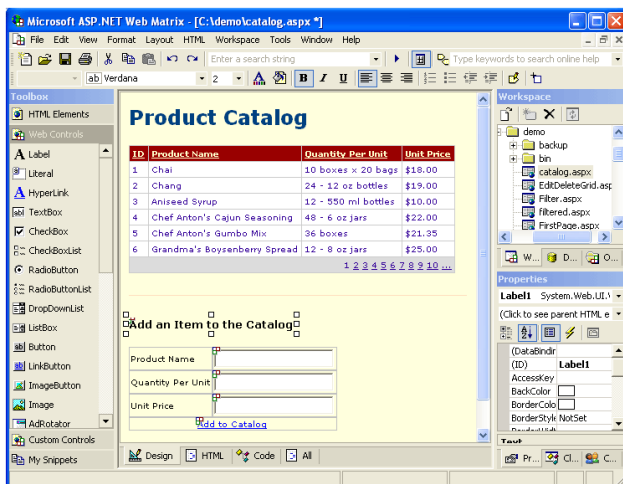 Microsoft ASP.NET Web Matrix - [C:\demo\catalog.aspx *]
File Edit View Format Layout HTML Workspace Tools Window Help
Enter a search string
Type keywords to search online help
ab Verdana 2 A B I U
Toolbox
HTML Elements
Web Controls
A Label
Literal
A HyperLink
abl TextBox
CheckBox
CheckBoxList
RadioButton
RadioButtonList
DropDownList
ListBox
ab Button
ab LinkButton
ImageButton
Image
AdRotator
Custom Controls
My Snippets
Product Catalog
ID Product Name Quantity Per Unit Unit Price
1 Chai 10 boxes x 20 bags $18.00
2 Chang 24 - 12 oz bottles $19.00
3 Aniseed Syrup 12 - 550 ml bottles $10.00
4 Chef Anton's Cajun Seasoning 48 - 6 oz jars $22.00
5 Chef Anton's Gumbo Mix 36 boxes $21.35
6 Grandma's Boysenberry Spread 12 - 8 oz jars $25.00
1 2 3 4 5 6 7 8 9 10 ...
Add an Item to the Catalog
Product Name
Quantity Per Unit
Unit Price
Add to Catalog
Design HTML Code All
Workspace
demo
backup
bin
catalog.aspx
EditDeleteGrid.asp
Filter.aspx
filtered.aspx
FirstPage.aspx
W... D... O...
Properties
Label1 System.Web.UI.
(Click to see parent HTML e
(DataBindir
(ID) Label1
AccessKey
BackColor
BorderColo
BorderStyle NotSet
Text
Pr... Cl... C...